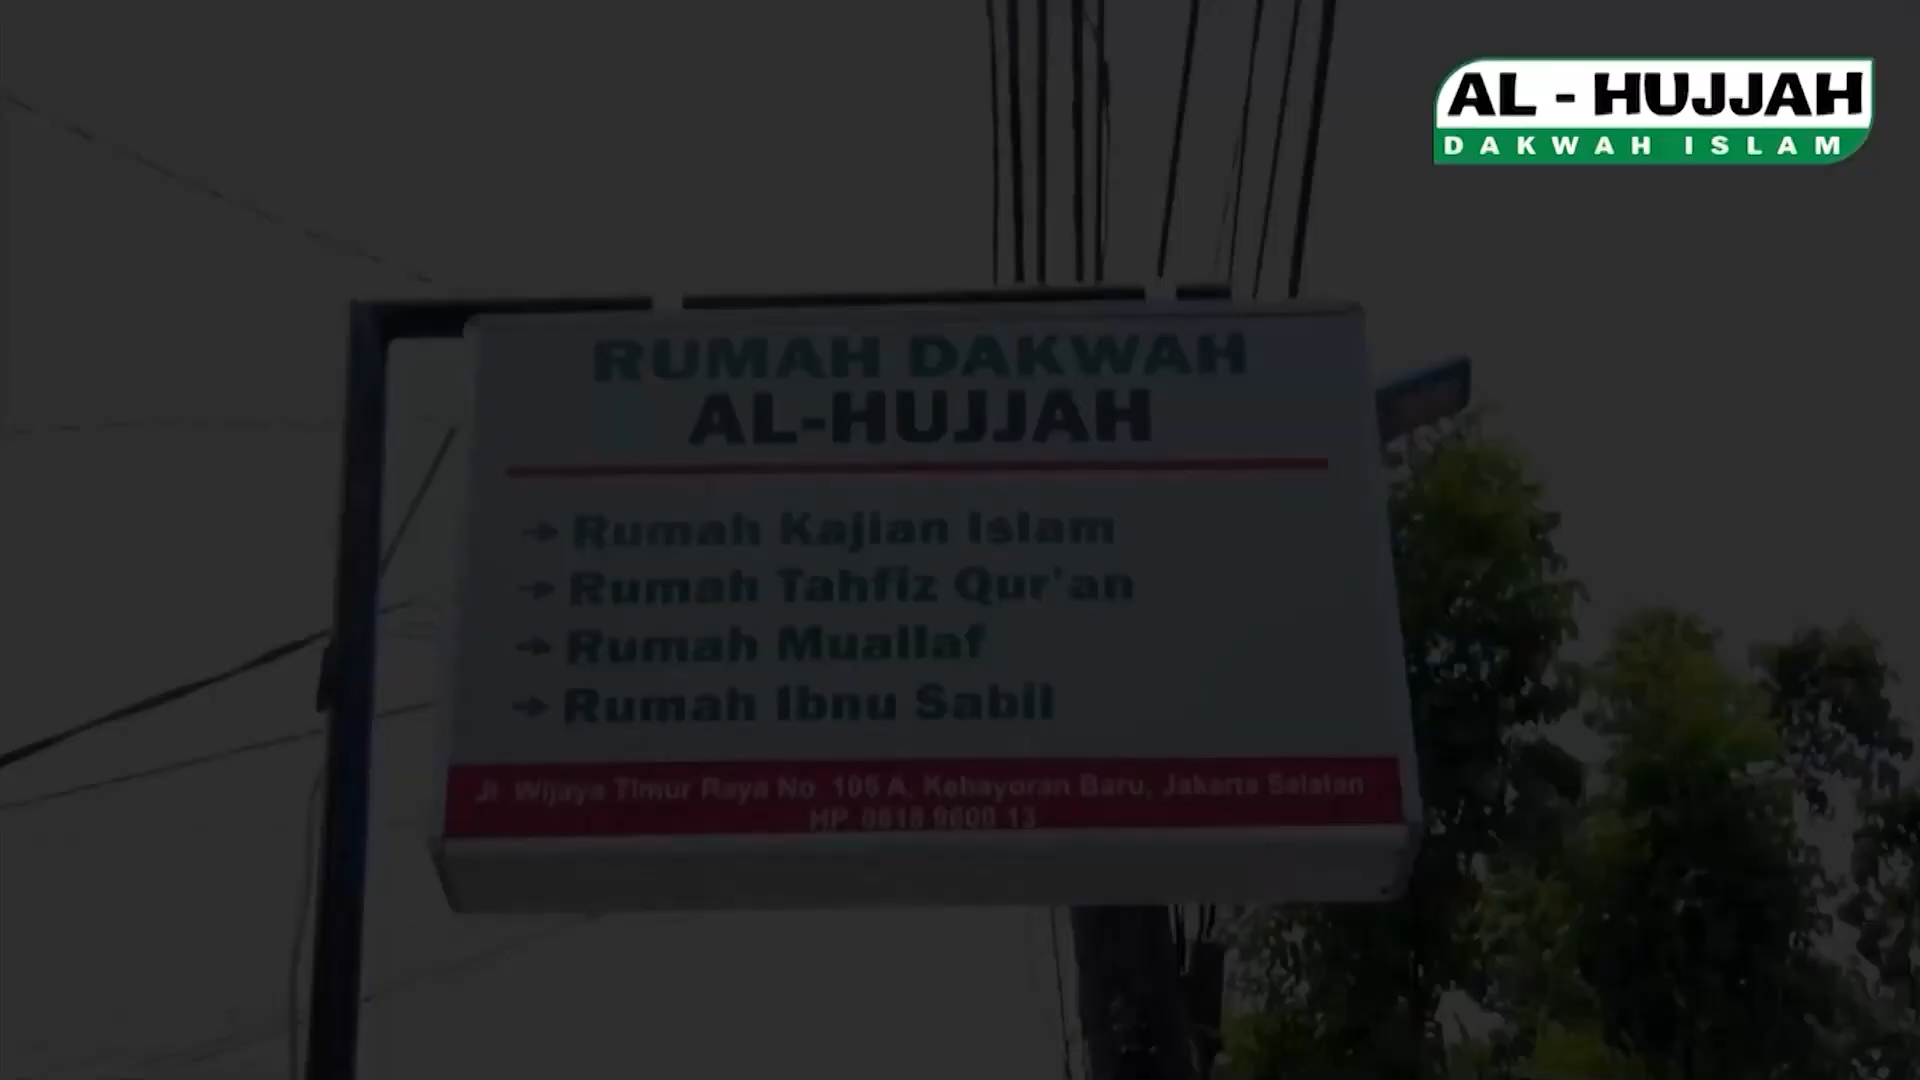 AL - HUJJAH
DAKWAH ISLAM
RUMAH DAKWAH
AL-HUJJAH
Rumah Kajian Islam
Rumah Tahfiz Qur'an
Rumah Muallaf
Rumah Ibnu Sabil
Jl. Wijaya Timur Raya No. 105 A, Kebayoran Baru, Jakarta Selatan
HP.